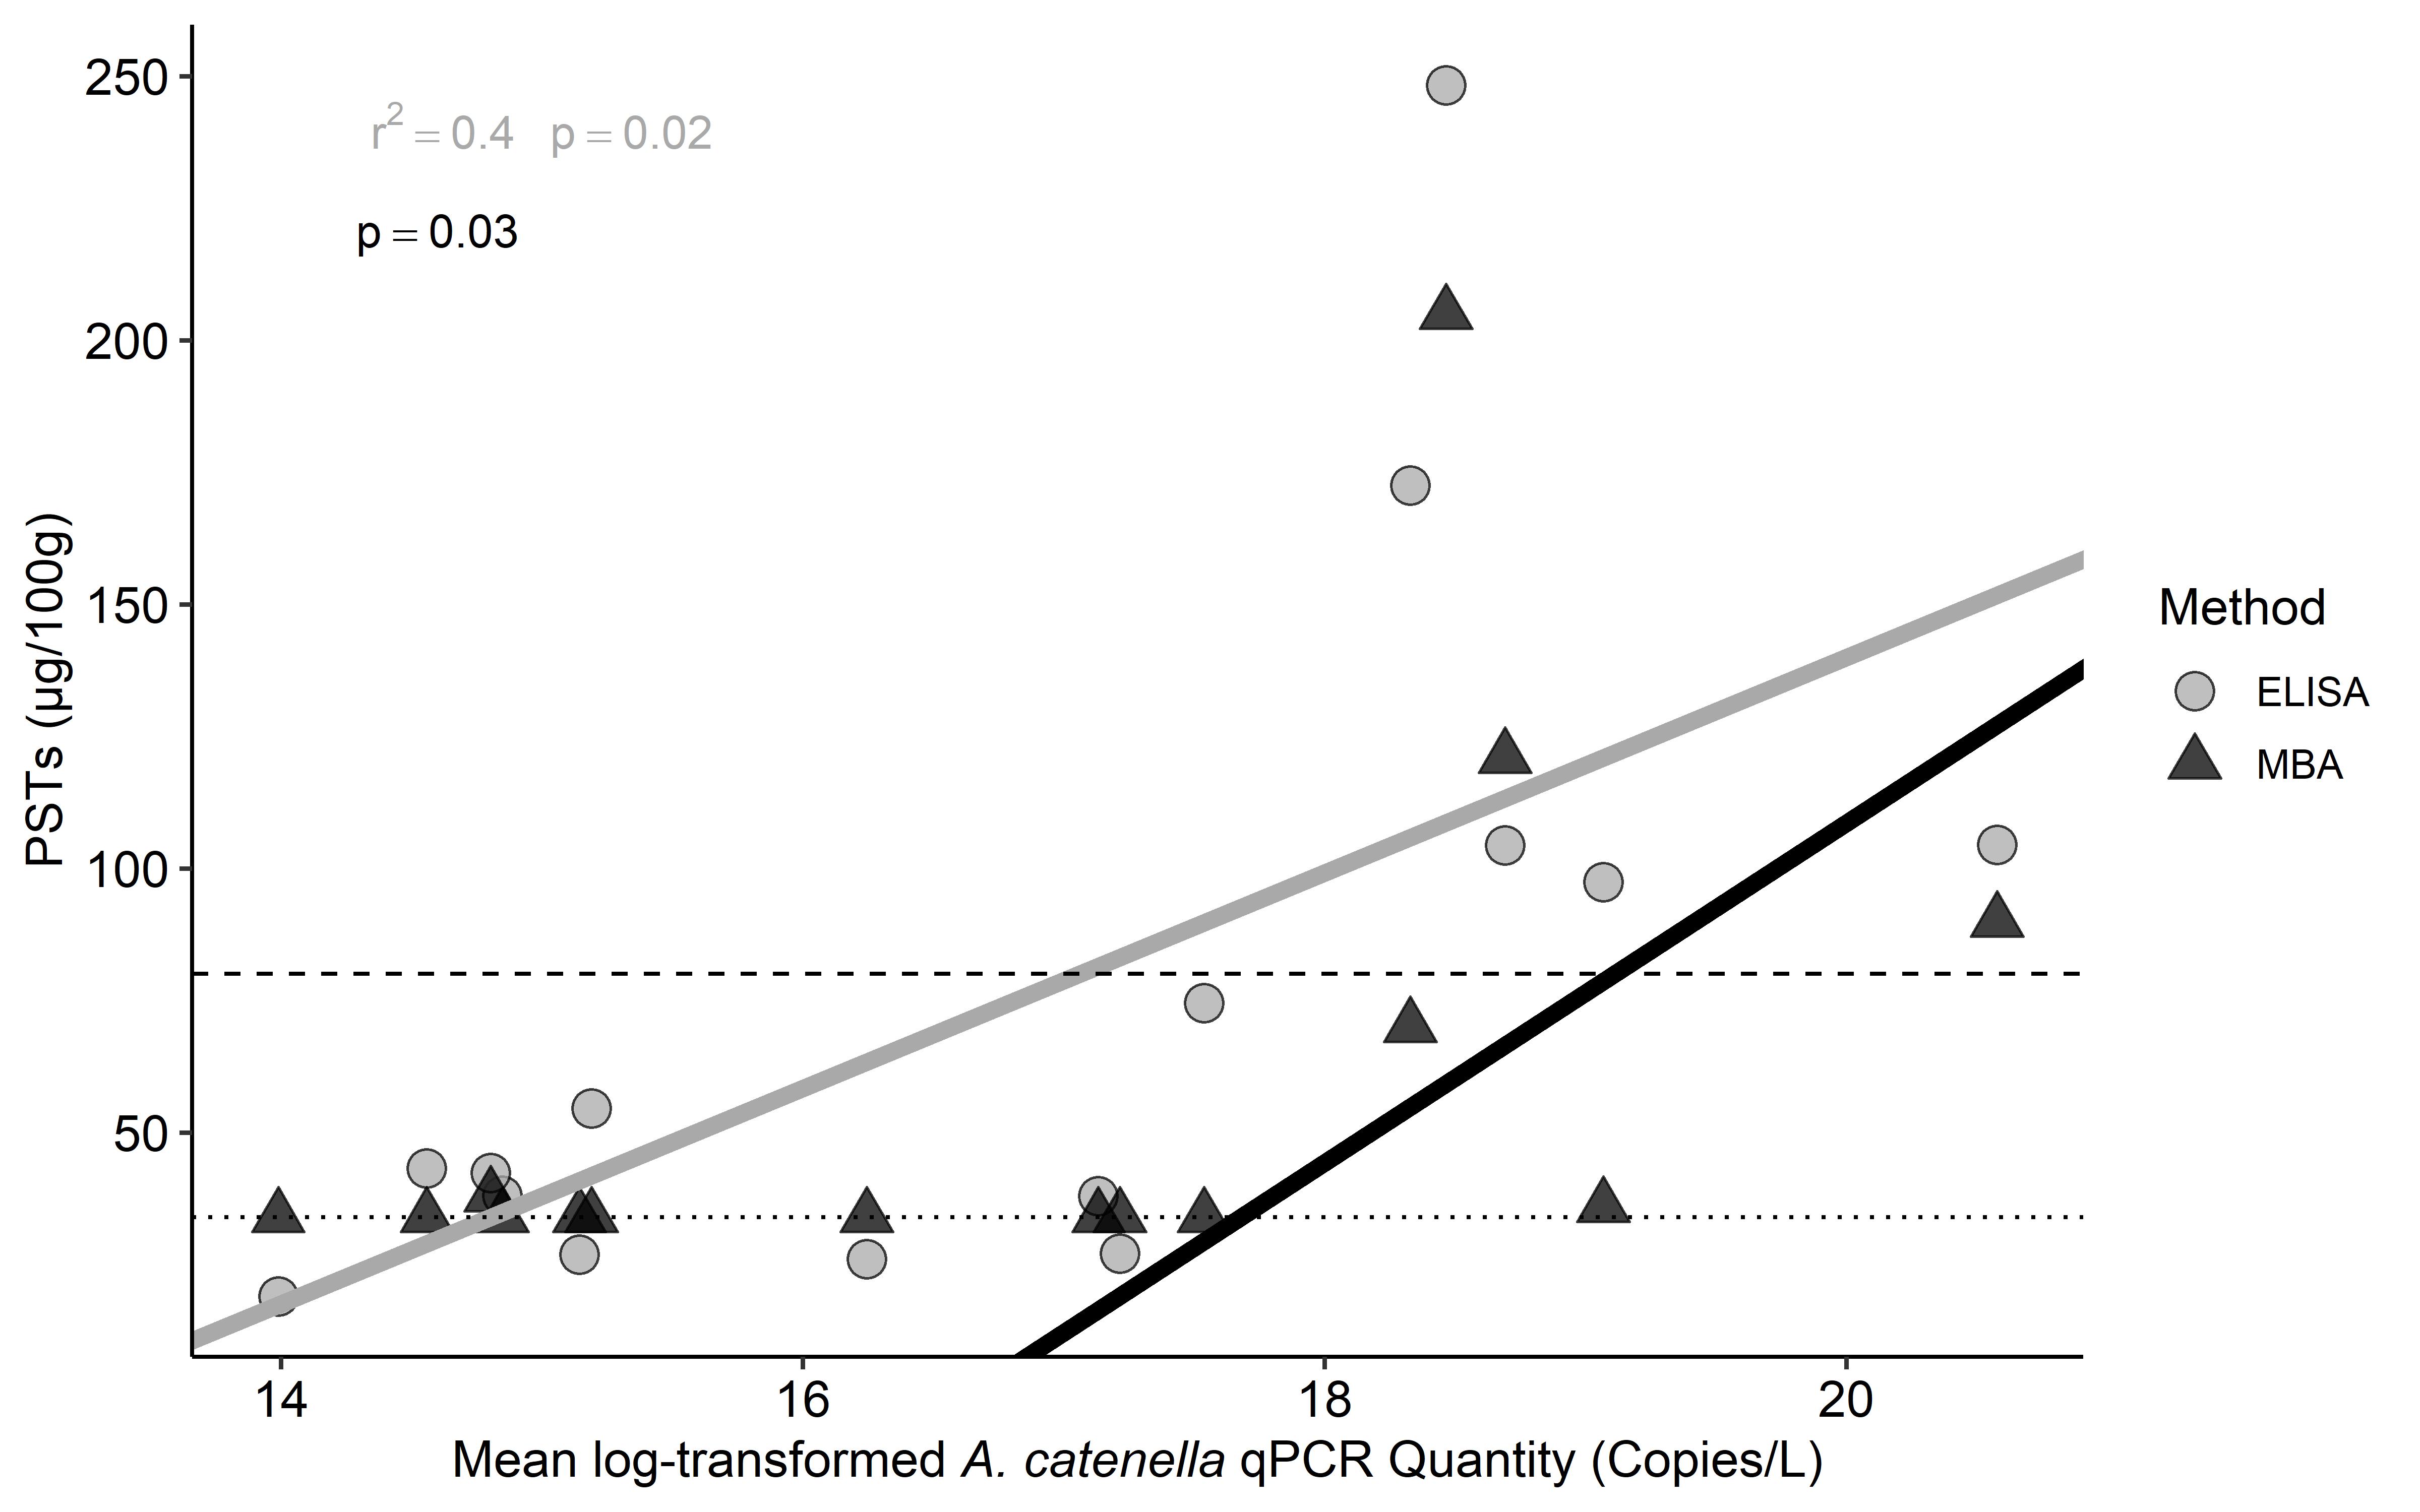 250
200
150
100
50
r² = 0.4 p = 0.02
p = 0.03
PSTs (µg/100g)
14 16 18 20
Mean log-transformed A. catenella qPCR Quantity (Copies/L)
Method
ELISA
MBA